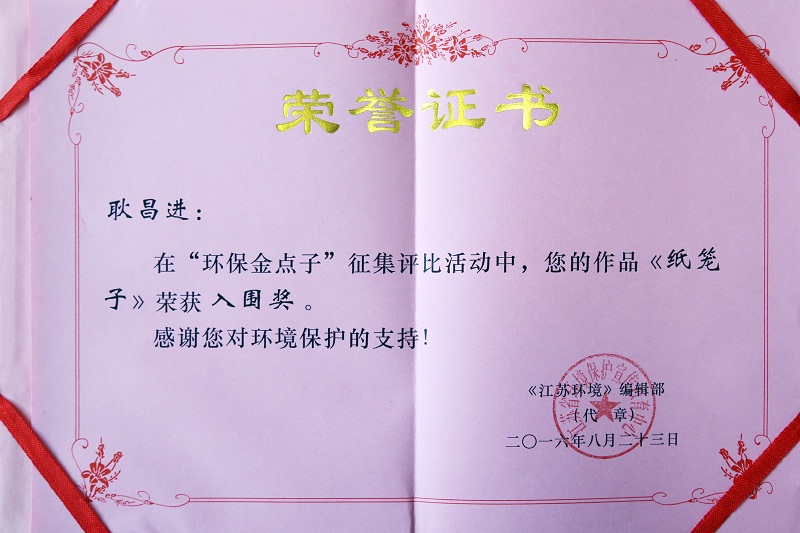 荣誉证书
耿昌进：
在“环保金点子”征集评比活动中，您的作品《纸笼
子》荣获 入围奖 。
感谢您对环境保护的支持！
《江苏环境》编辑部
（代 章）
二〇一六年八月二十三日